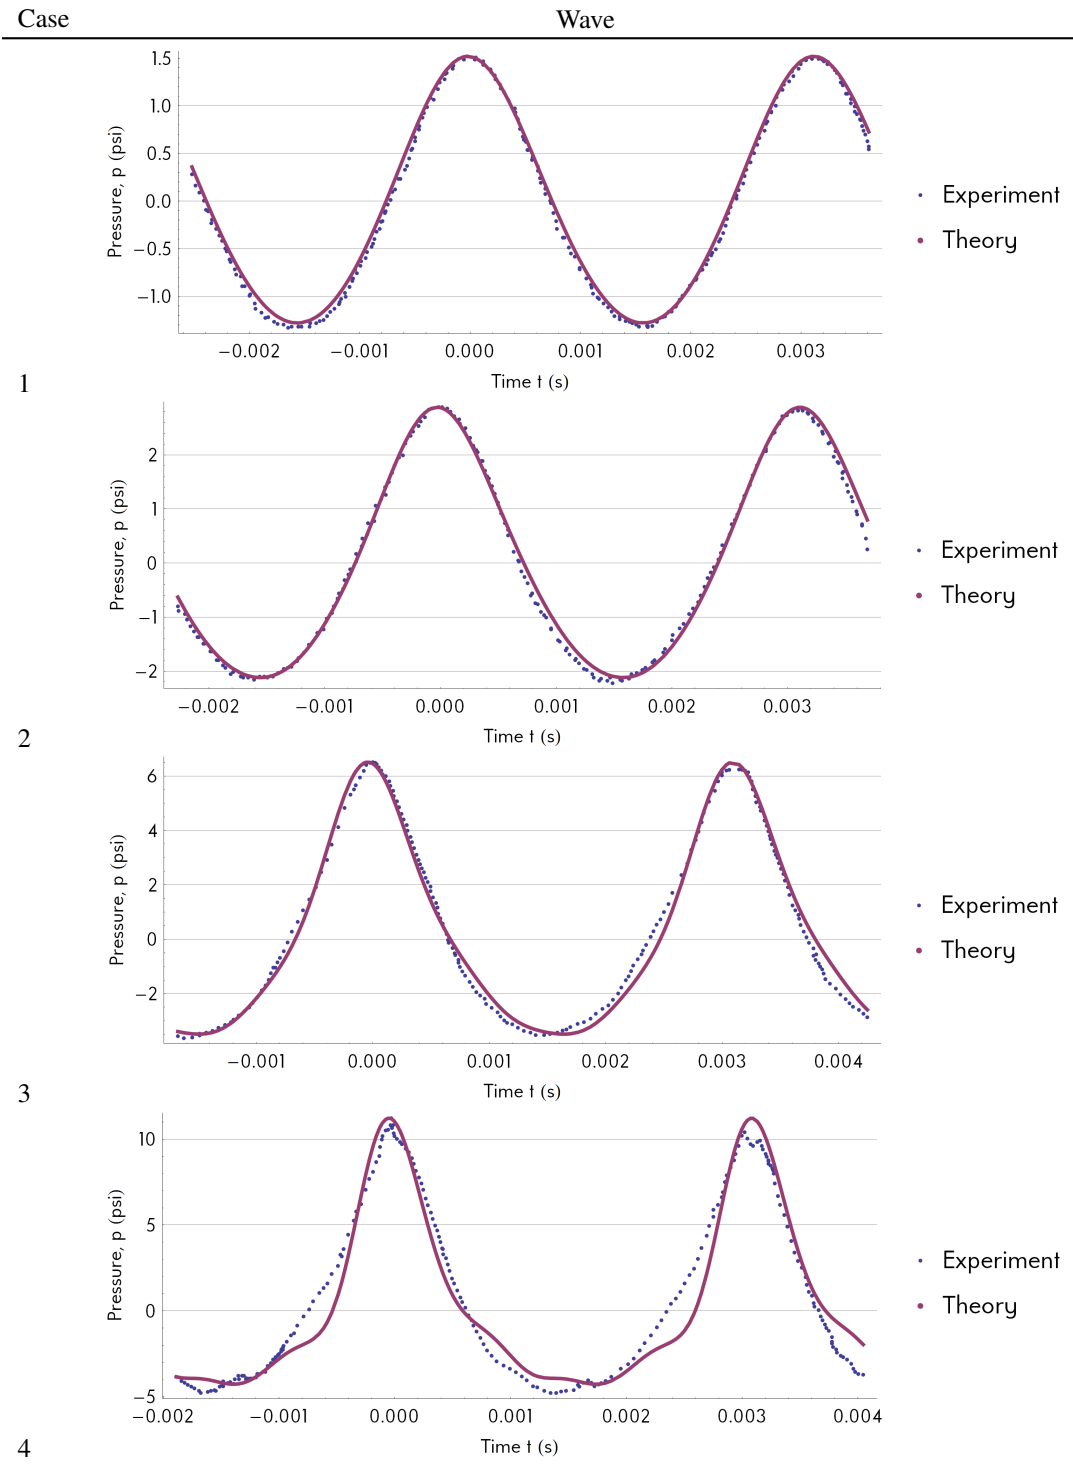 Case Wave
1.5
1.0
0.5
0.0
−0.5
−1.0
Pressure, p (psi)
−0.002 −0.001 0.000 0.001 0.002 0.003
Time t (s)
Experiment
Theory
1
2
1
0
−1
−2
Pressure, p (psi)
−0.002 −0.001 0.000 0.001 0.002 0.003
Time t (s)
Experiment
Theory
2
6
4
2
0
−2
Pressure, p (psi)
−0.001 0.000 0.001 0.002 0.003 0.004
Time t (s)
Experiment
Theory
3
10
5
0
−5
Pressure, p (psi)
−0.002 −0.001 0.000 0.001 0.002 0.003 0.004
Time t (s)
Experiment
Theory
4